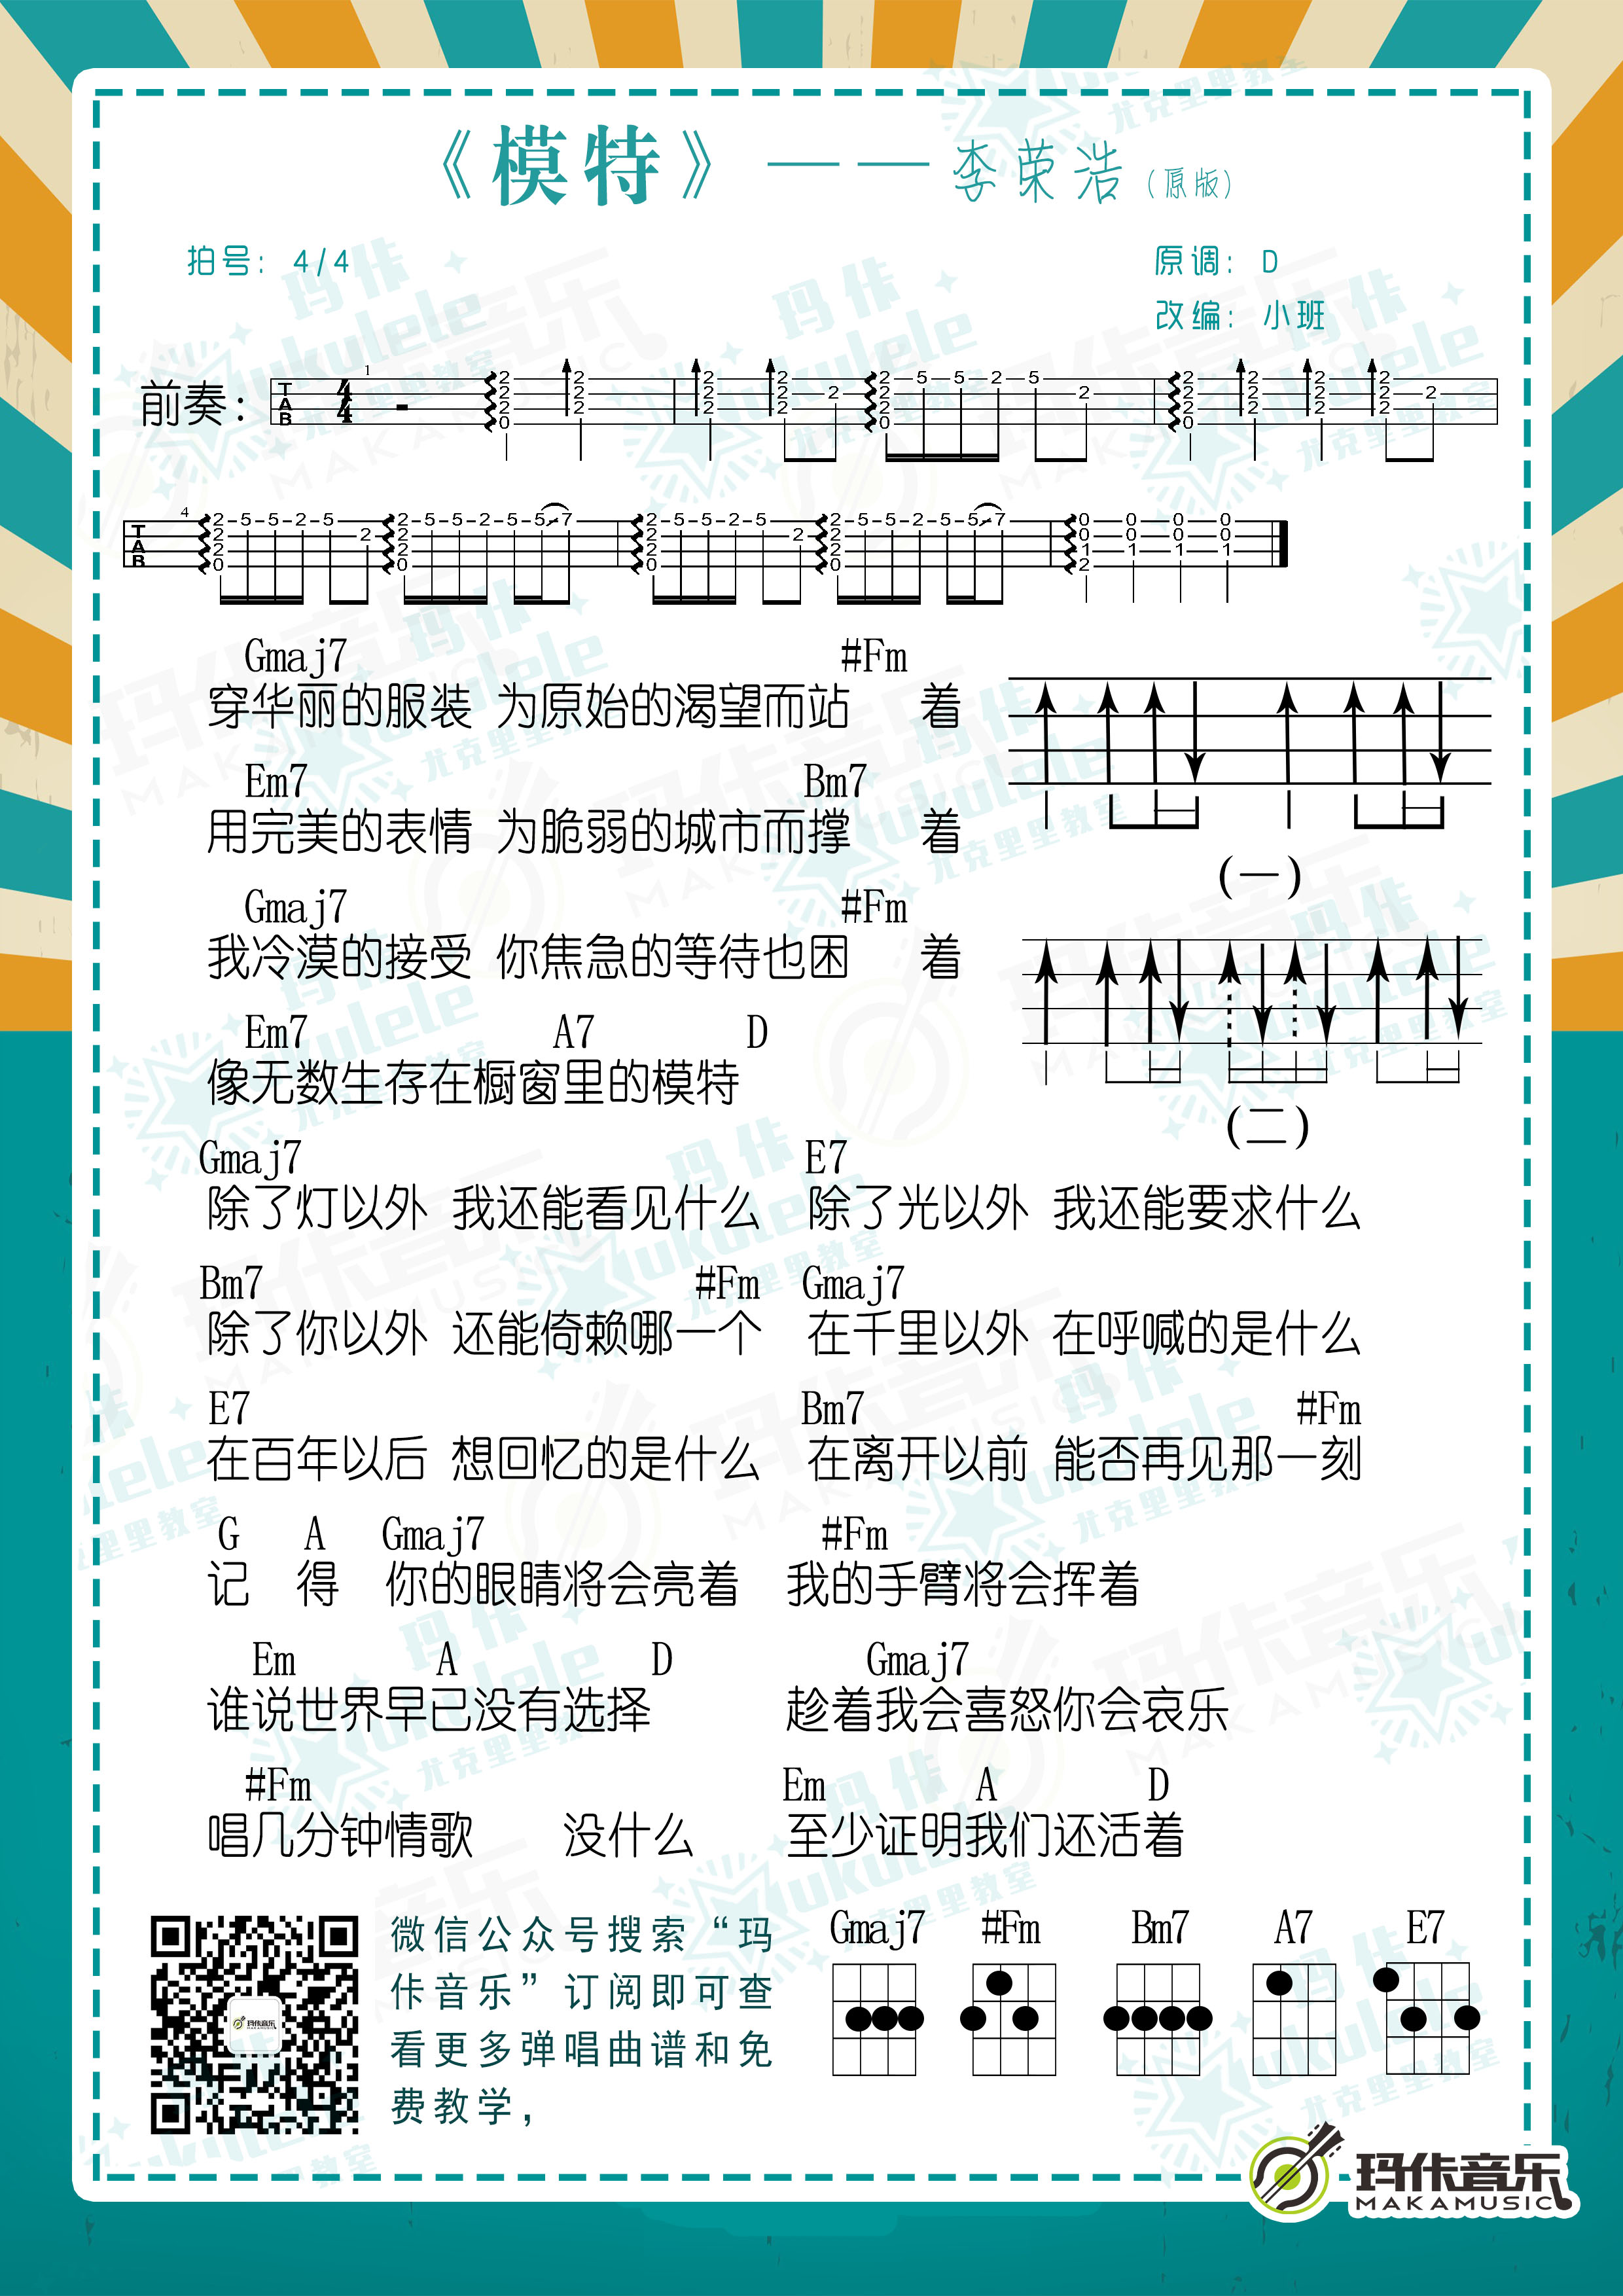 《模特》——李荣浩（原版）
拍号：4/4
原调：D
改编：小班
前奏：
Gmaj7 #Fm
穿华丽的服装 为原始的渴望而站 着
Em7 Bm7
用完美的表情 为脆弱的城市而撑 着
(一)
Gmaj7 #Fm
我冷漠的接受 你焦急的等待也困 着
Em7 A7 D
像无数生存在橱窗里的模特
(二)
Gmaj7 E7
除了灯以外 我还能看见什么 除了光以外 我还能要求什么
Bm7 #Fm Gmaj7
除了你以外 还能倚赖哪一个 在千里以外 在呼喊的是什么
E7 Bm7 #Fm
在百年以后 想回忆的是什么 在离开以前 能否再见那一刻
G A Gmaj7 #Fm
记 得 你的眼睛将会亮着 我的手臂将会挥着
Em A D Gmaj7
谁说世界早已没有选择 趁着我会喜怒你会哀乐
#Fm Em A D
唱几分钟情歌 没什么 至少证明我们还活着
微信公众号搜索“玛
佧音乐”订阅即可查
看更多弹唱曲谱和免
费教学，
Gmaj7 #Fm Bm7 A7 E7
玛佧音乐
MAKAMUSIC